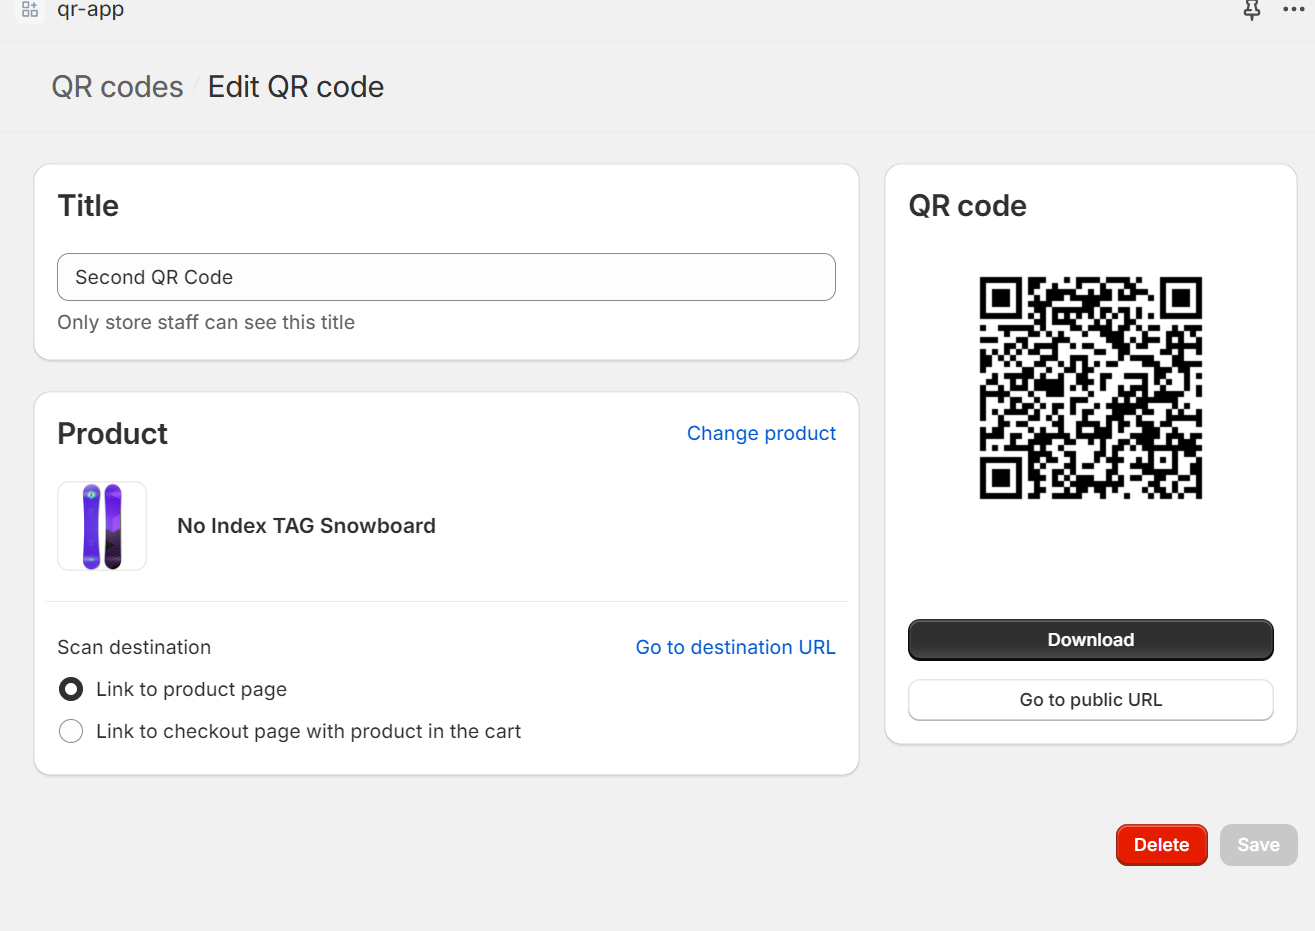 qr-app
QR codes / Edit QR code
Title
Second QR Code
Only store staff can see this title
Product
Change product
No Index TAG Snowboard
Scan destination
Go to destination URL
Link to product page
Link to checkout page with product in the cart
QR code
Download
Go to public URL
Delete
Save